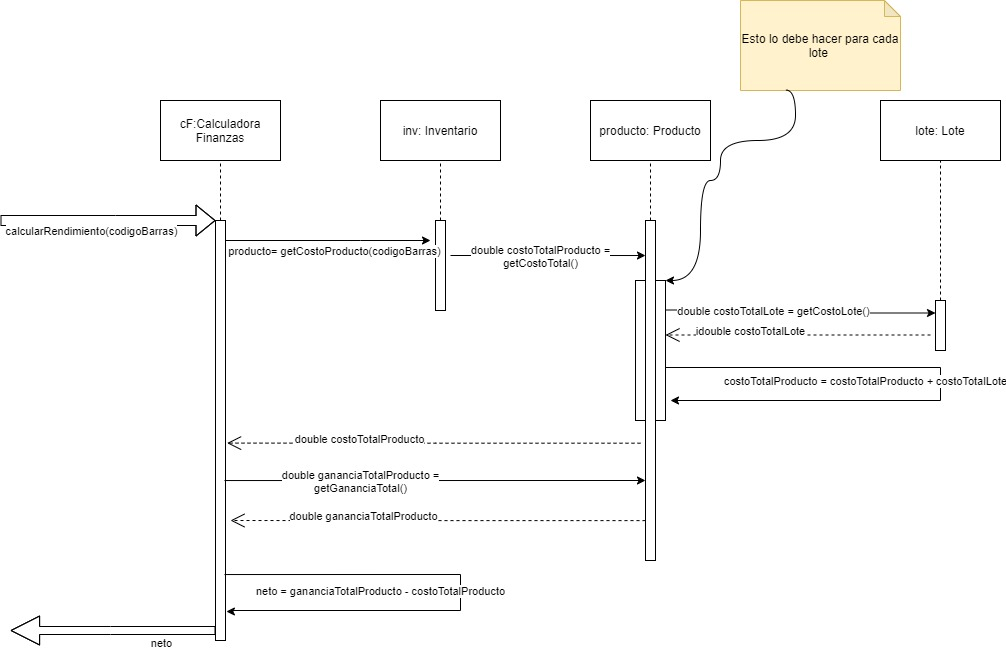 Esto lo debe hacer para cada
lote
cF:Calculadora
Finanzas
inv: Inventario
producto: Producto
lote: Lote
calcularRendimiento(codigoBarras)
producto= getCostoProducto(codigoBarras)
double costoTotalProducto =
getCostoTotal()
double costoTotalLote = getCostoLote()
idouble costoTotalLote
costoTotalProducto = costoTotalProducto + costoTotalLote
double costoTotalProducto
double gananciaTotalProducto =
getGananciaTotal()
double gananciaTotalProducto
neto = gananciaTotalProducto - costoTotalProducto
neto